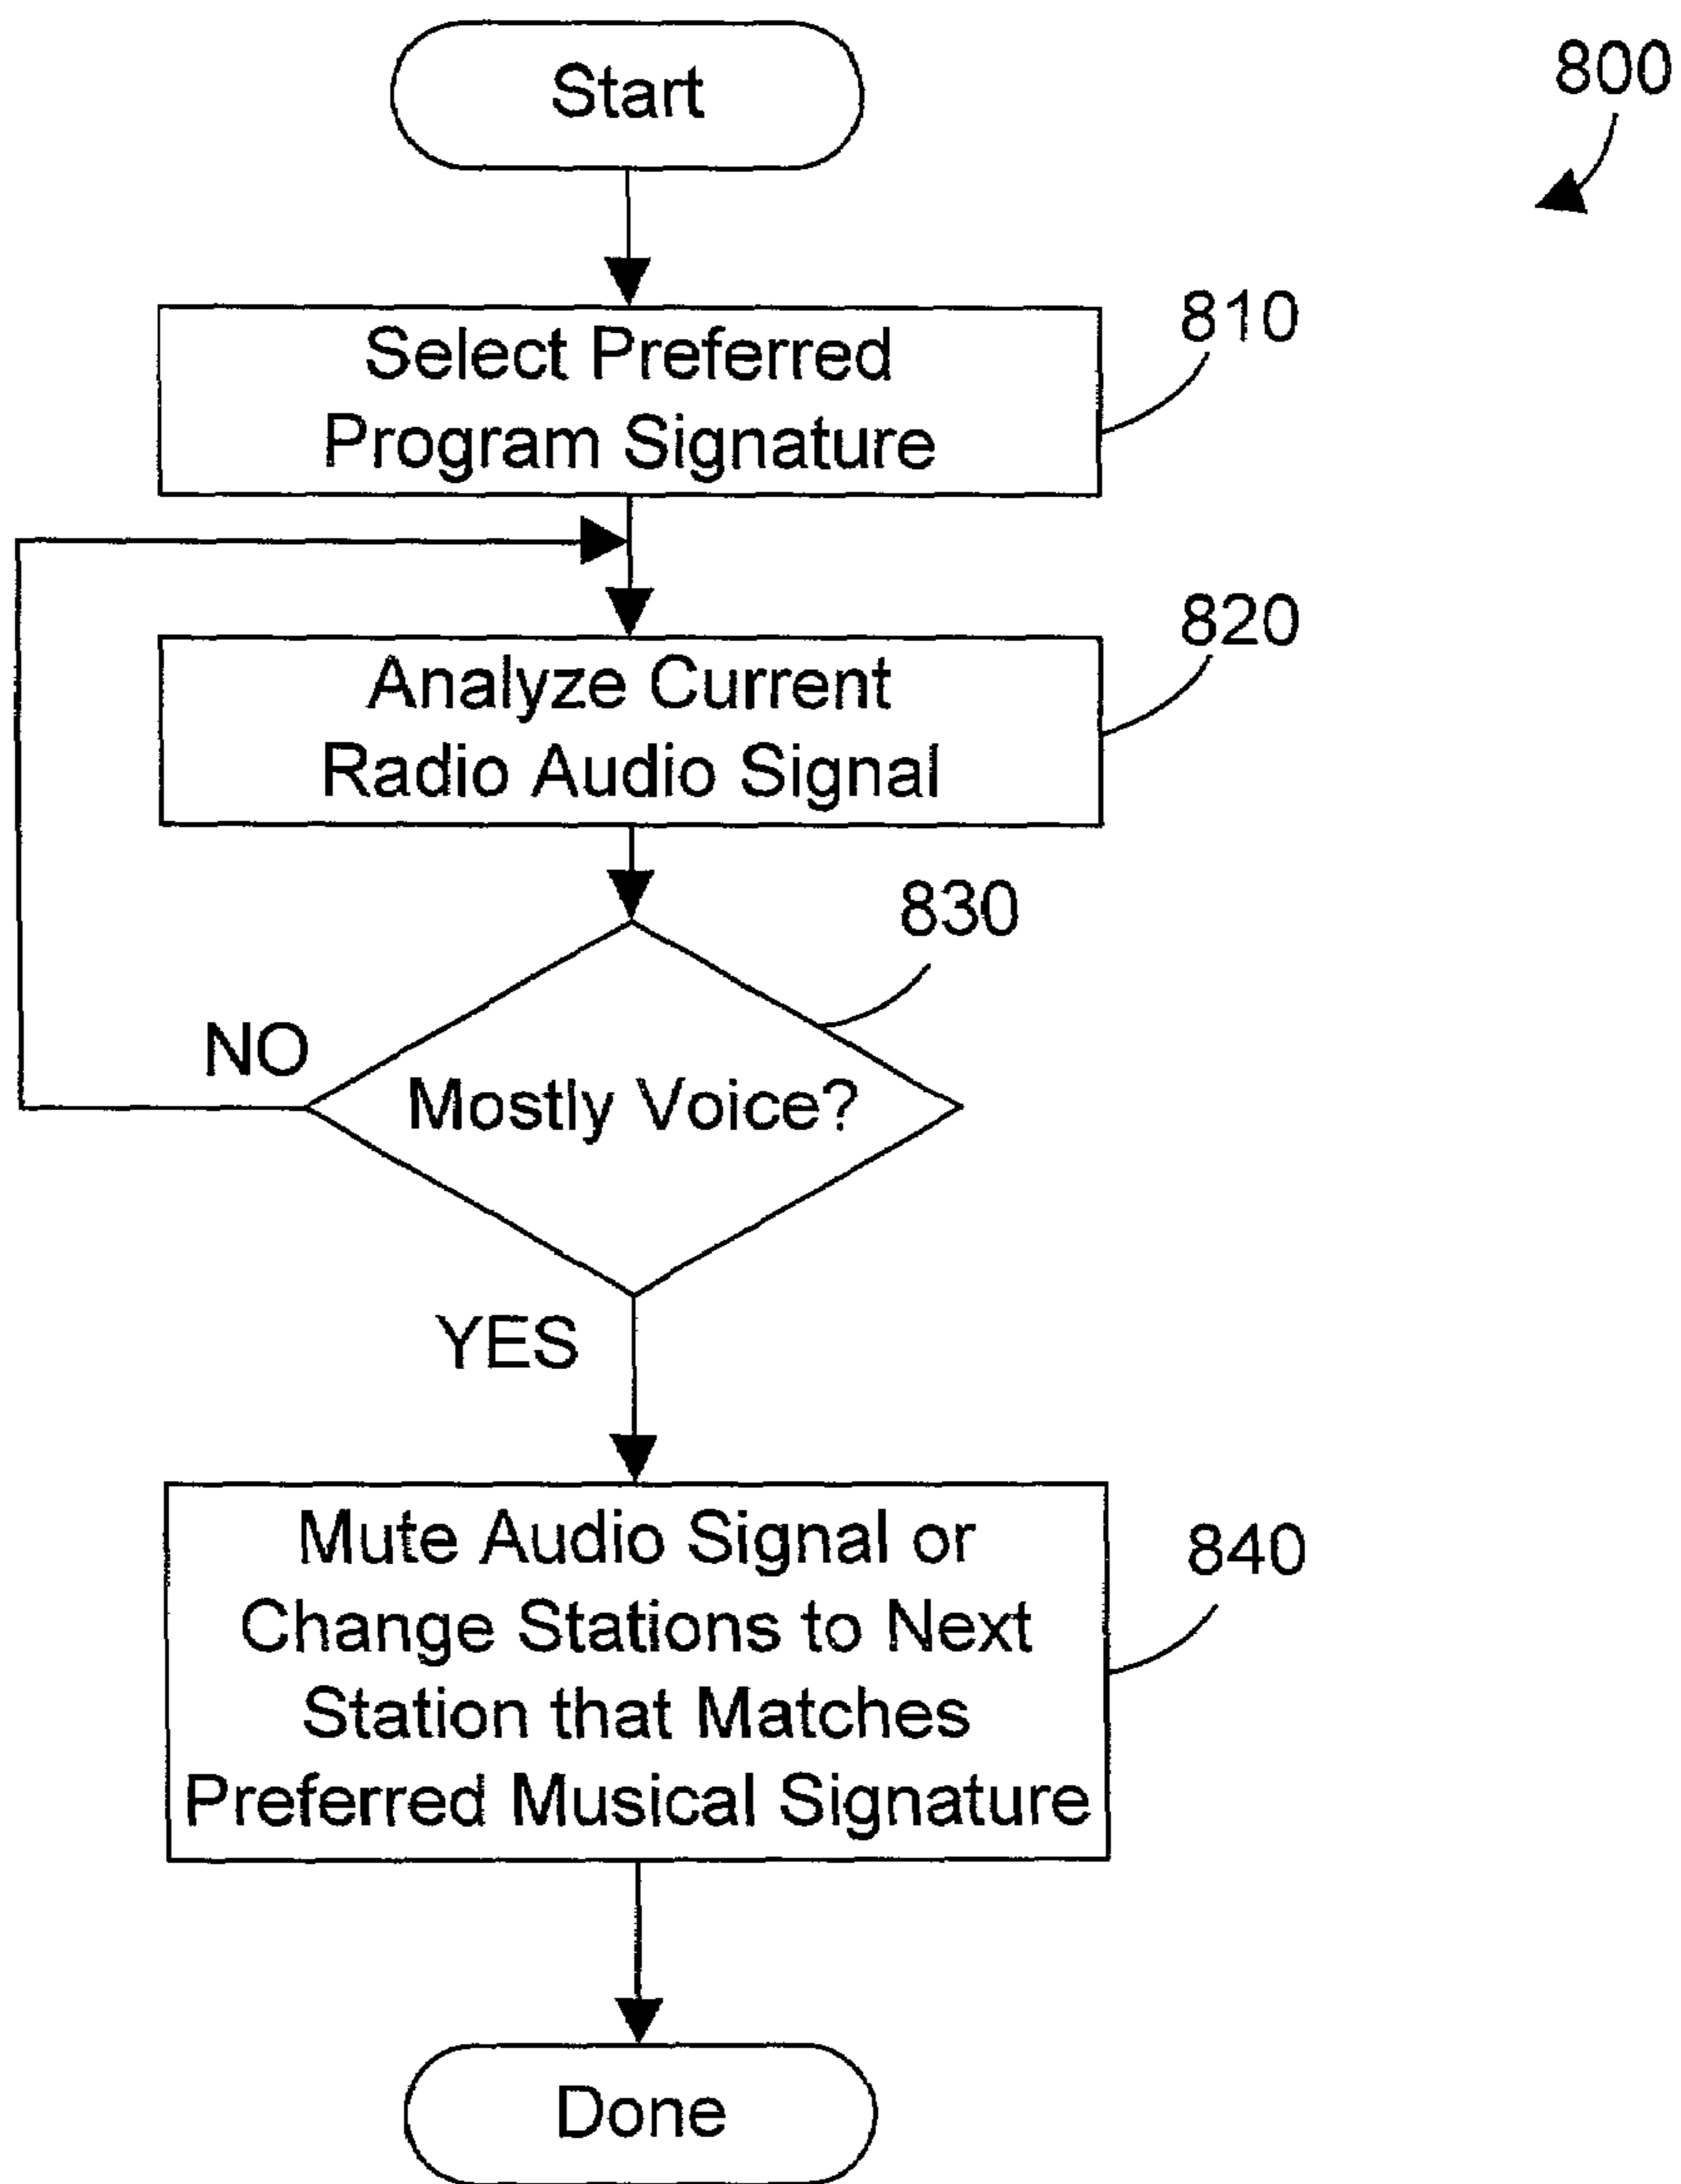 Start
800
Select Preferred
Program Signature
810
Analyze Current
Radio Audio Signal
820
830
NO
Mostly Voice?
YES
Mute Audio Signal or
Change Stations to Next
Station that Matches
Preferred Musical Signature
840
Done